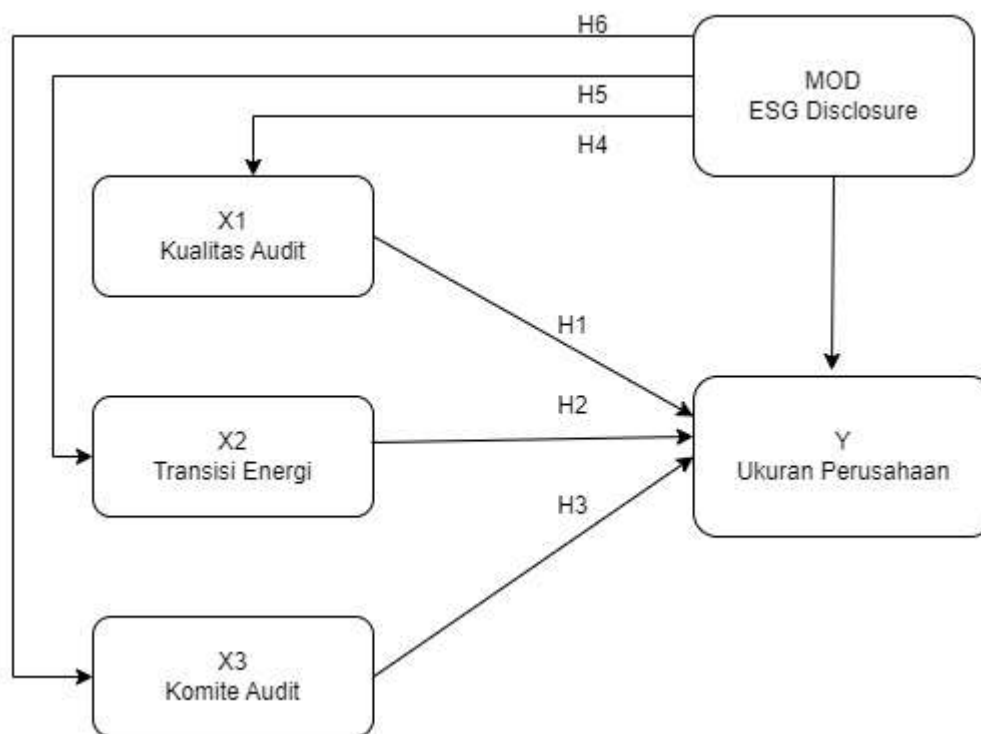 H6
MOD
ESG Disclosure
H5
H4
X1
Kualitas Audit
H1
X2
Transisi Energi
H2
Y
Ukuran Perusahaan
H3
X3
Komite Audit